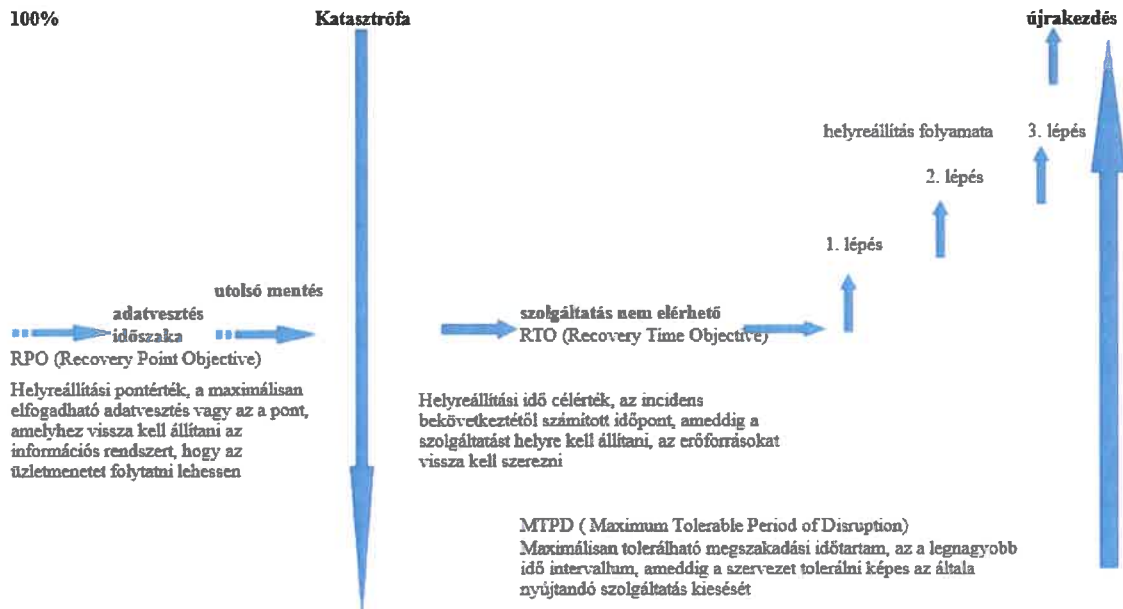 100%
Katasztrófa
újrakezdés
helyreállítás folyamata
3. lépés
2. lépés
1. lépés
utolsó mentés
adatvesztés
időszaka
RPO (Recovery Point Objective)
Helyreállítási pontérték, a maximálisan
elfogadható adatvesztés vagy az a pont,
amelyhez vissza kell állítani az
információs rendszert, hogy az
üzletmenetet folytatni lehessen
szolgáltatás nem elérhető
RTO (Recovery Time Objective)
Helyreállítási idő célérték, az incidens
bekövetkeztétől számított időpont, ameddig a
szolgáltatást helyre kell állítani, az erőforrásokat
vissza kell szerezni
MTPD ( Maximum Tolerable Period of Disruption)
Maximálisan tolerálható megszakadási időtartam, az a legnagyobb
idő intervallum, ameddig a szervezet tolerálni képes az általa
nyújtandó szolgáltatás kiesését